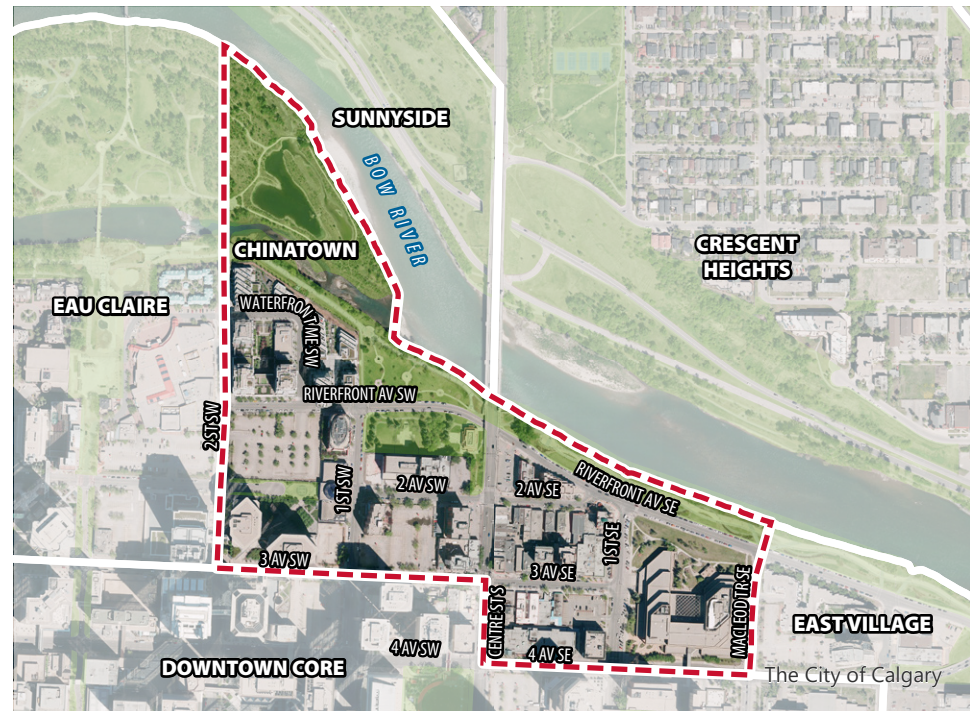 SUNNYSIDE
BOW RIVER
CHINATOWN
CRESCENT
HEIGHTS
EAU CLAIRE
WATERFRONT ME SW
RIVERFRONT AV SW
2 ST SW
1 ST SW
2 AV SW
2 AV SE
RIVERFRONT AV SE
3 AV SW
3 AV SE
1 ST SE
CENTRE ST S
MACLEOD TR SE
4 AV SW
4 AV SE
EAST VILLAGE
DOWNTOWN CORE
The City of Calgary